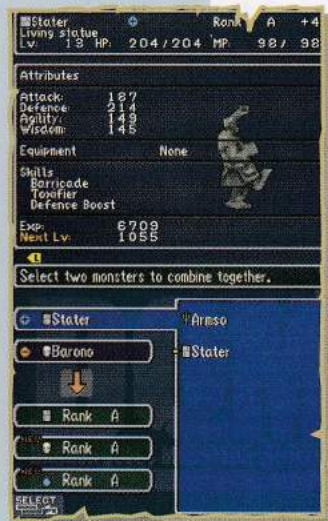 Stater Rank A +4
Living statue
Lv: 13 HP: 204/204 MP: 98/ 98
Attributes
Attack: 187
Defence: 214
Agility: 149
Wisdom: 145
Equipment None
Skills
Barricade
Toxifier
Defence Boost
Exp: 6709
Next Lv: 1055
L
Select two monsters to combine together.
Stater
Armso
Barono
Stater
Rank A
NEW
Rank A
NEW
Rank A
SELECT